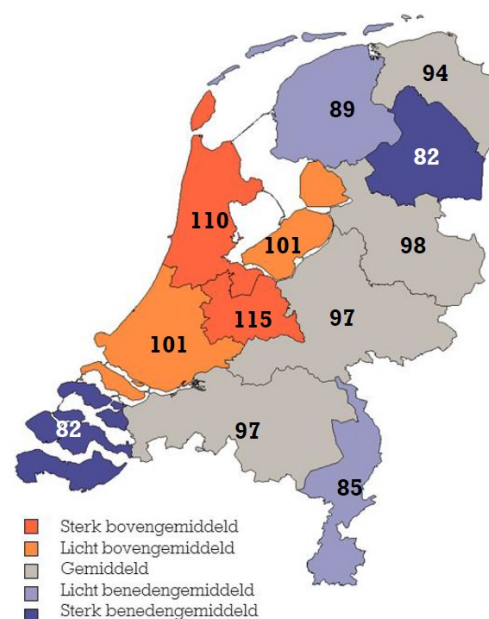 94
89
82
110
101
98
115
97
101
82
97
85
Sterk bovengemiddeld
Licht bovengemiddeld
Gemiddeld
Licht benedengemiddeld
Sterk benedengemiddeld